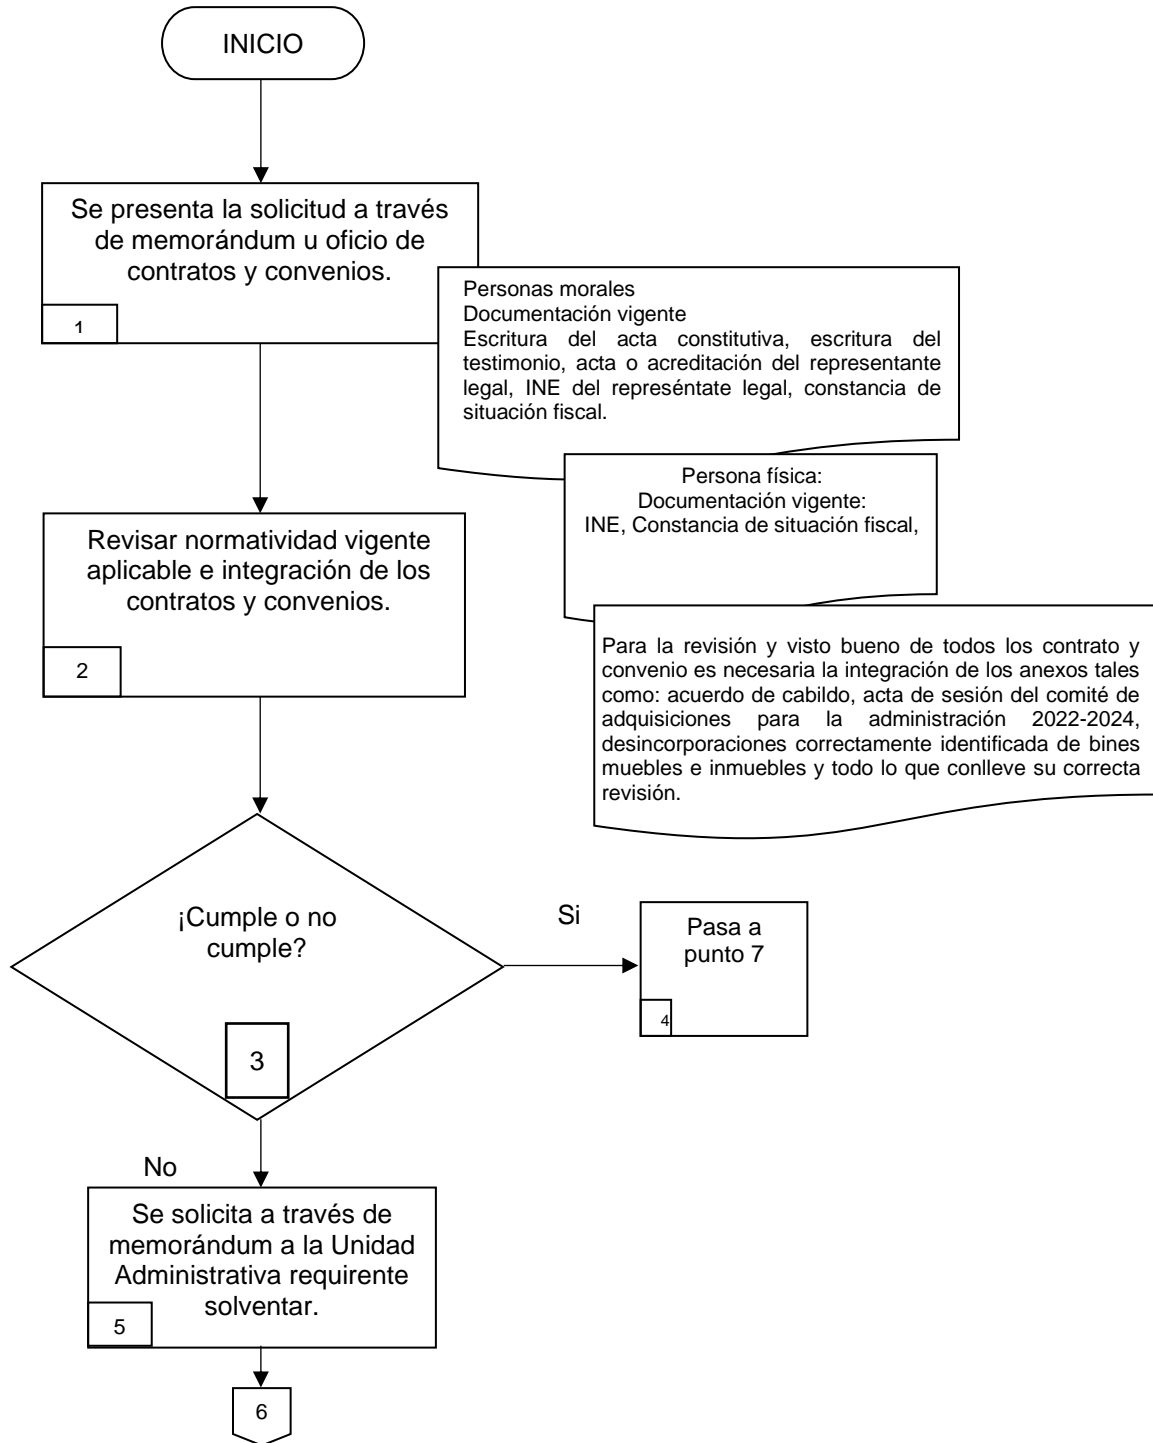 INICIO
Se presenta la solicitud a través
de memorándum u oficio de
contratos y convenios.
1
Personas morales
Documentación vigente
Escritura del acta constitutiva, escritura del
testimonio, acta o acreditación del representante
legal, INE del represéntate legal, constancia de
situación fiscal.
Persona física:
Documentación vigente:
INE, Constancia de situación fiscal,
Revisar normatividad vigente
aplicable e integración de los
contratos y convenios.
2
Para la revisión y visto bueno de todos los contrato y
convenio es necesaria la integración de los anexos tales
como: acuerdo de cabildo, acta de sesión del comité de
adquisiciones para la administración 2022-2024,
desincorporaciones correctamente identificada de bines
muebles e inmuebles y todo lo que conlleve su correcta
revisión.
¡Cumple o no
cumple?
3
Si
Pasa a
punto 7
4
No
Se solicita a través de
memorándum a la Unidad
Administrativa requirente
solventar.
5
6